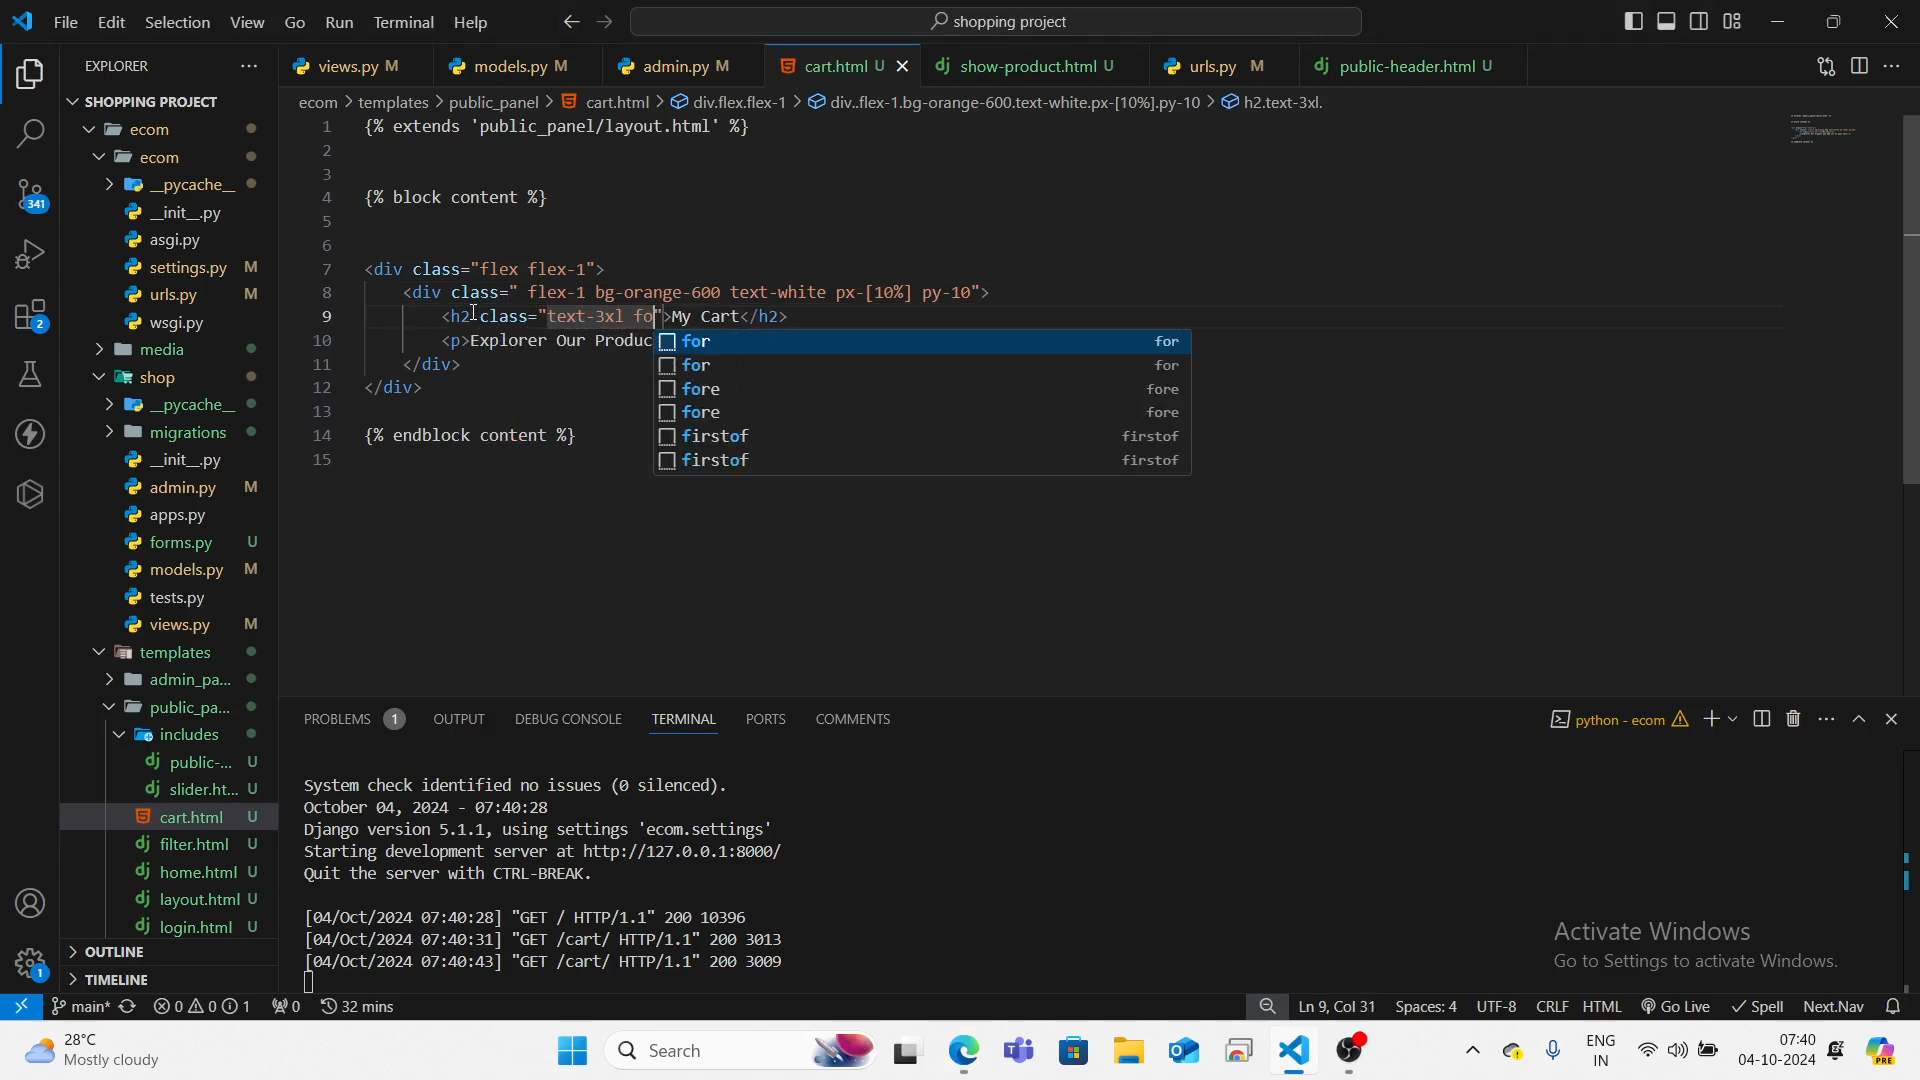 File Edit Selection View Go Run Terminal Help
shopping project
EXPLORER
views.py M
models.py M
admin.py M
cart.html U
show-product.html U
urls.py M
public-header.html U
ecom > templates > public_panel > cart.html > div.flex.flex-1 > div..flex-1.bg-orange-600.text-white.px-[10%].py-10 > h2.text-3xl.
SHOPPING PROJECT
ecom
ecom
__pycache__
__init__.py
asgi.py
settings.py M
urls.py M
wsgi.py
media
shop
__pycache__
migrations
__init__.py
admin.py M
apps.py
forms.py U
models.py M
tests.py
views.py M
templates
admin_pa...
public_pa...
includes
public-... U
slider.ht... U
cart.html U
filter.html U
home.html U
layout.html U
login.html U
OUTLINE
TIMELINE
341
2
1
1 {% extends 'public_panel/layout.html' %}
2
3
4 {% block content %}
5
6
7 <div class="flex flex-1">
8 <div class=" flex-1 bg-orange-600 text-white px-[10%] py-10">
9 <h2 class="text-3xl fo">My Cart</h2>
10 <p>Explorer Our Produc
11 </div>
12 </div>
13
14 {% endblock content %}
15
for for
for for
fore fore
fore fore
firstof firstof
firstof firstof
PROBLEMS 1 OUTPUT DEBUG CONSOLE TERMINAL PORTS COMMENTS
python - ecom
System check identified no issues (0 silenced).
October 04, 2024 - 07:40:28
Django version 5.1.1, using settings 'ecom.settings'
Starting development server at http://127.0.0.1:8000/
Quit the server with CTRL-BREAK.
[04/Oct/2024 07:40:28] "GET / HTTP/1.1" 200 10396
[04/Oct/2024 07:40:31] "GET /cart/ HTTP/1.1" 200 3013
[04/Oct/2024 07:40:43] "GET /cart/ HTTP/1.1" 200 3009
Activate Windows
Go to Settings to activate Windows.
main* 0 0 1 0 32 mins
Ln 9, Col 31 Spaces: 4 UTF-8 CRLF HTML Go Live Spell Next.Nav
28°C
Mostly cloudy
Search
ENG
IN
07:40
04-10-2024
PRE